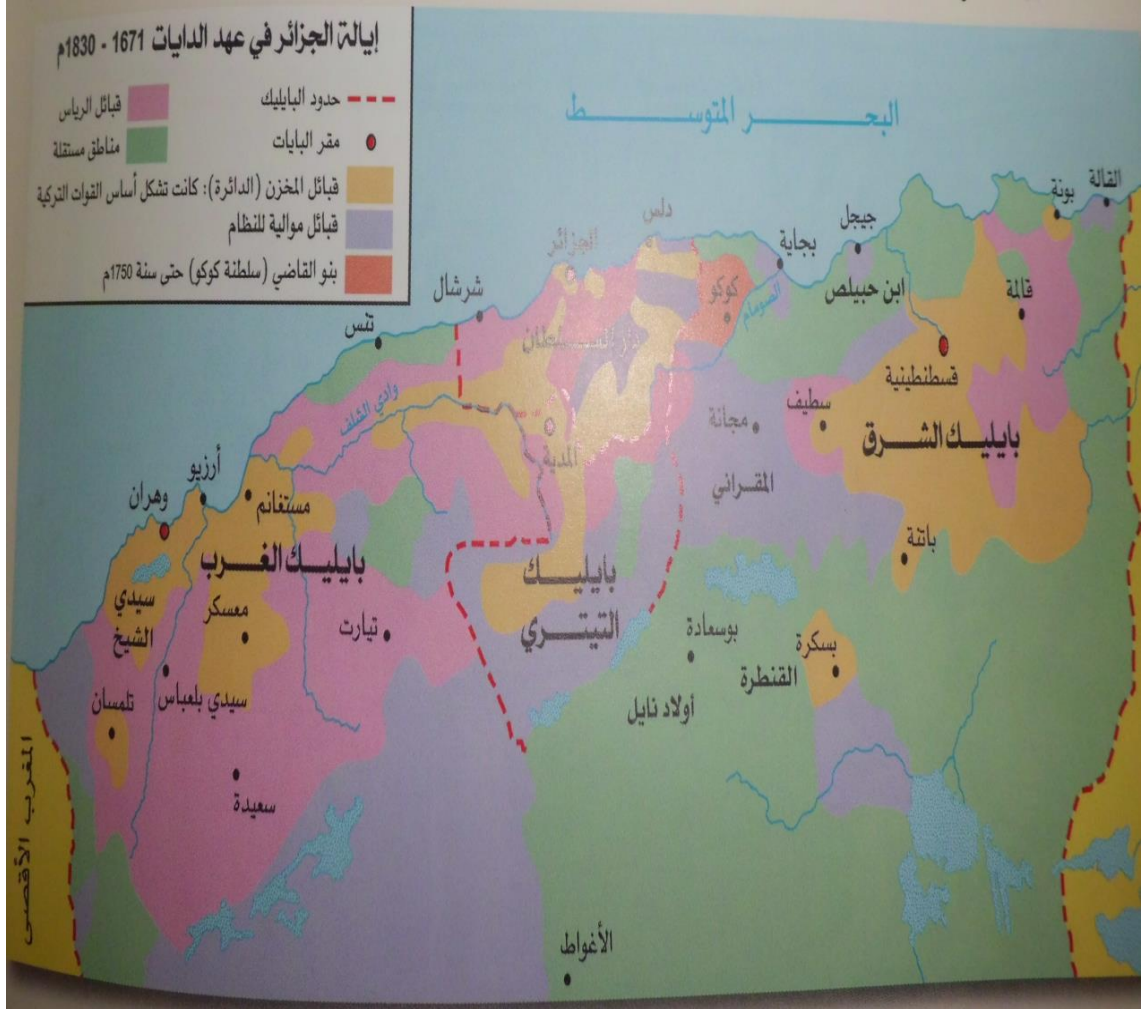 إيالة الجزائر في عهد الدايات 1671 - 1830م
حدود البايليك
قبائل الرياس
مقر البايات
مناطق مستقلة
قبائل المخزن (الدائرة): كانت تشكل أساس القوات التركية
قبائل موالية للنظام
بنو القاضي (سلطنة كوكو) حتى سنة 1750م
البحر المتوسط
القالة
بونة
جيجل
بجاية
دلس
الجزائر
شرشال
تنس
كوكو
الصومام
ابن حبيلص
قالمة
قسطنطينية
دار السلطان
سطيف
مجانة
بايليك الشرق
المقراني
وادي الشلف
المدية
أرزيو
وهران
مستغانم
باتنة
بايليك الغرب
بايليك
التيتري
سيدي
الشيخ
معسكر
تيارت
بوسعادة
بسكرة
القنطرة
سيدي بلعباس
تلمسان
أولاد نايل
سعيدة
المغرب الأقصى
الأغواط